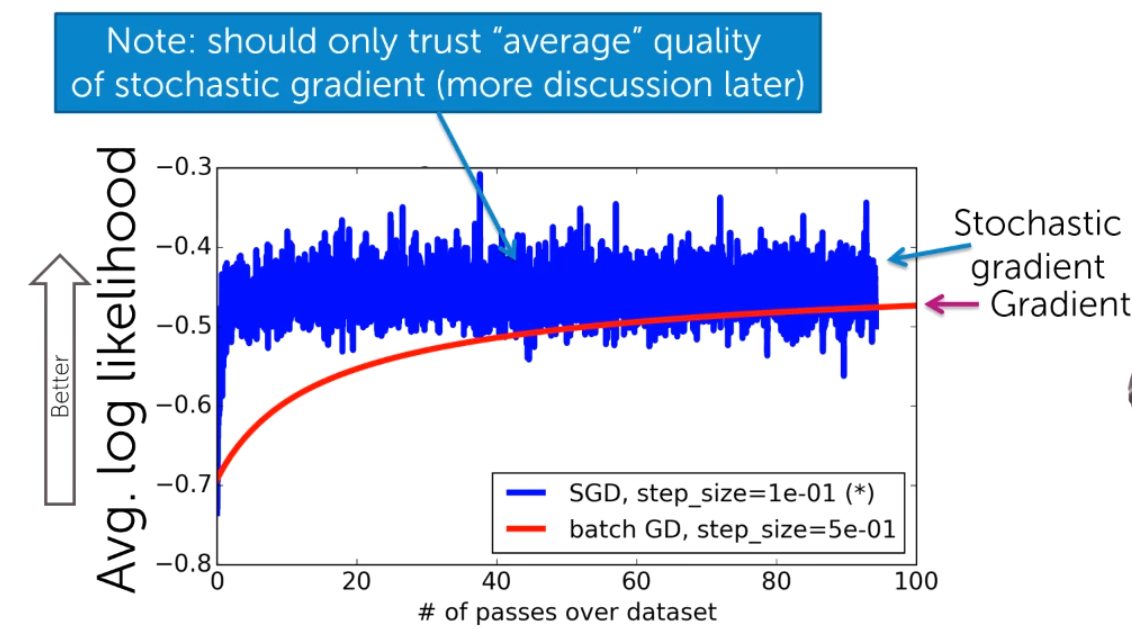 Note: should only trust “average” quality
of stochastic gradient (more discussion later)
Avg. log likelihood
Better
−0.3
−0.4
−0.5
−0.6
−0.7
−0.8
0
20
40
60
80
100
# of passes over dataset
SGD, step_size=1e-01 (*)
batch GD, step_size=5e-01
Stochastic
gradient
Gradient